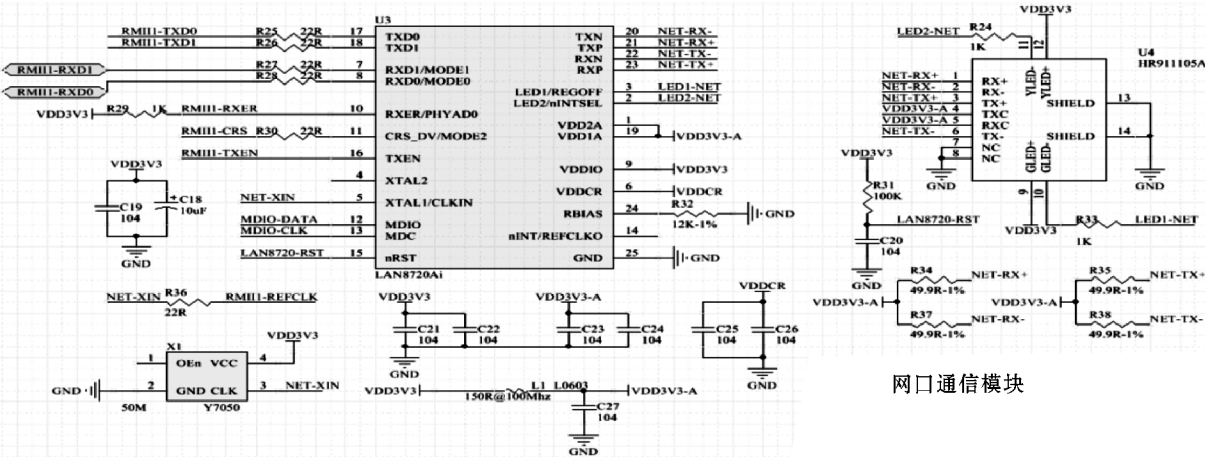 U3
LAN8720Ai
RMII1-TXD0 R25 22R 17 TXD0
RMII1-TXD1 R26 22R 18 TXD1
RMII1-RXD1 R27 22R 7 RXD1/MODE1
RMII1-RXD0 R28 22R 8 RXD0/MODE0
VDD3V3 R29 1K RMII1-RXER 10 RXER/PHYAD0
RMII1-CRS R30 22R 11 CRS_DV/MODE2
RMII1-TXEN 16 TXEN
4 XTAL2
NET-XIN 5 XTAL1/CLKIN
MDIO-DATA 12 MDIO
MDIO-CLK 13 MDC
LAN8720-RST 15 nRST
TXN 20 NET-RX-
TXP 21 NET-RX+
RXN 22 NET-TX-
RXP 23 NET-TX+
LED1/REGOFF 3 LED1-NET
LED2/nINTSEL 2 LED2-NET
VDD2A 1
VDD1A 19 VDD3V3-A
VDDIO 9 VDD3V3
VDDCR 6 VDDCR
RBIAS 24 R32 12K-1% GND
nINT/REFCLKO 14
GND 25 GND
VDD3V3
C19 104
C18 10uF
GND
NET-XIN R36 22R RMII1-REFCLK
X1
1 OEn VCC 4 VDD3V3
GND 2 GND CLK 3 NET-XIN
50M Y7050
VDD3V3
C21 104
C22 104
GND
VDD3V3-A
C23 104
C24 104
VDDCR
C25 104
C26 104
GND
VDD3V3 L1 L0603 VDD3V3-A
150R@100Mhz
C27 104
GND
VDD3V3
LED2-NET R24 1K 11 12
U4
HR911105A
YLED- YLED+
NET-RX+ 1 RX+
NET-RX- 2 RX-
NET-TX+ 3 TX+
VDD3V3-A 4 TXC
VDD3V3-A 5 RXC
NET-TX- 6 TX-
7 NC
8 NC
GND
SHIELD 13
SHIELD 14
GND
GLED+ GLED-
9 10
VDD3V3 R33 1K LED1-NET
VDD3V3
R31 100K
LAN8720-RST
C20 104
GND
VDD3V3-A
R34 49.9R-1% NET-RX+
R37 49.9R-1% NET-RX-
VDD3V3-A
R35 49.9R-1% NET-TX+
R38 49.9R-1% NET-TX-
网口通信模块